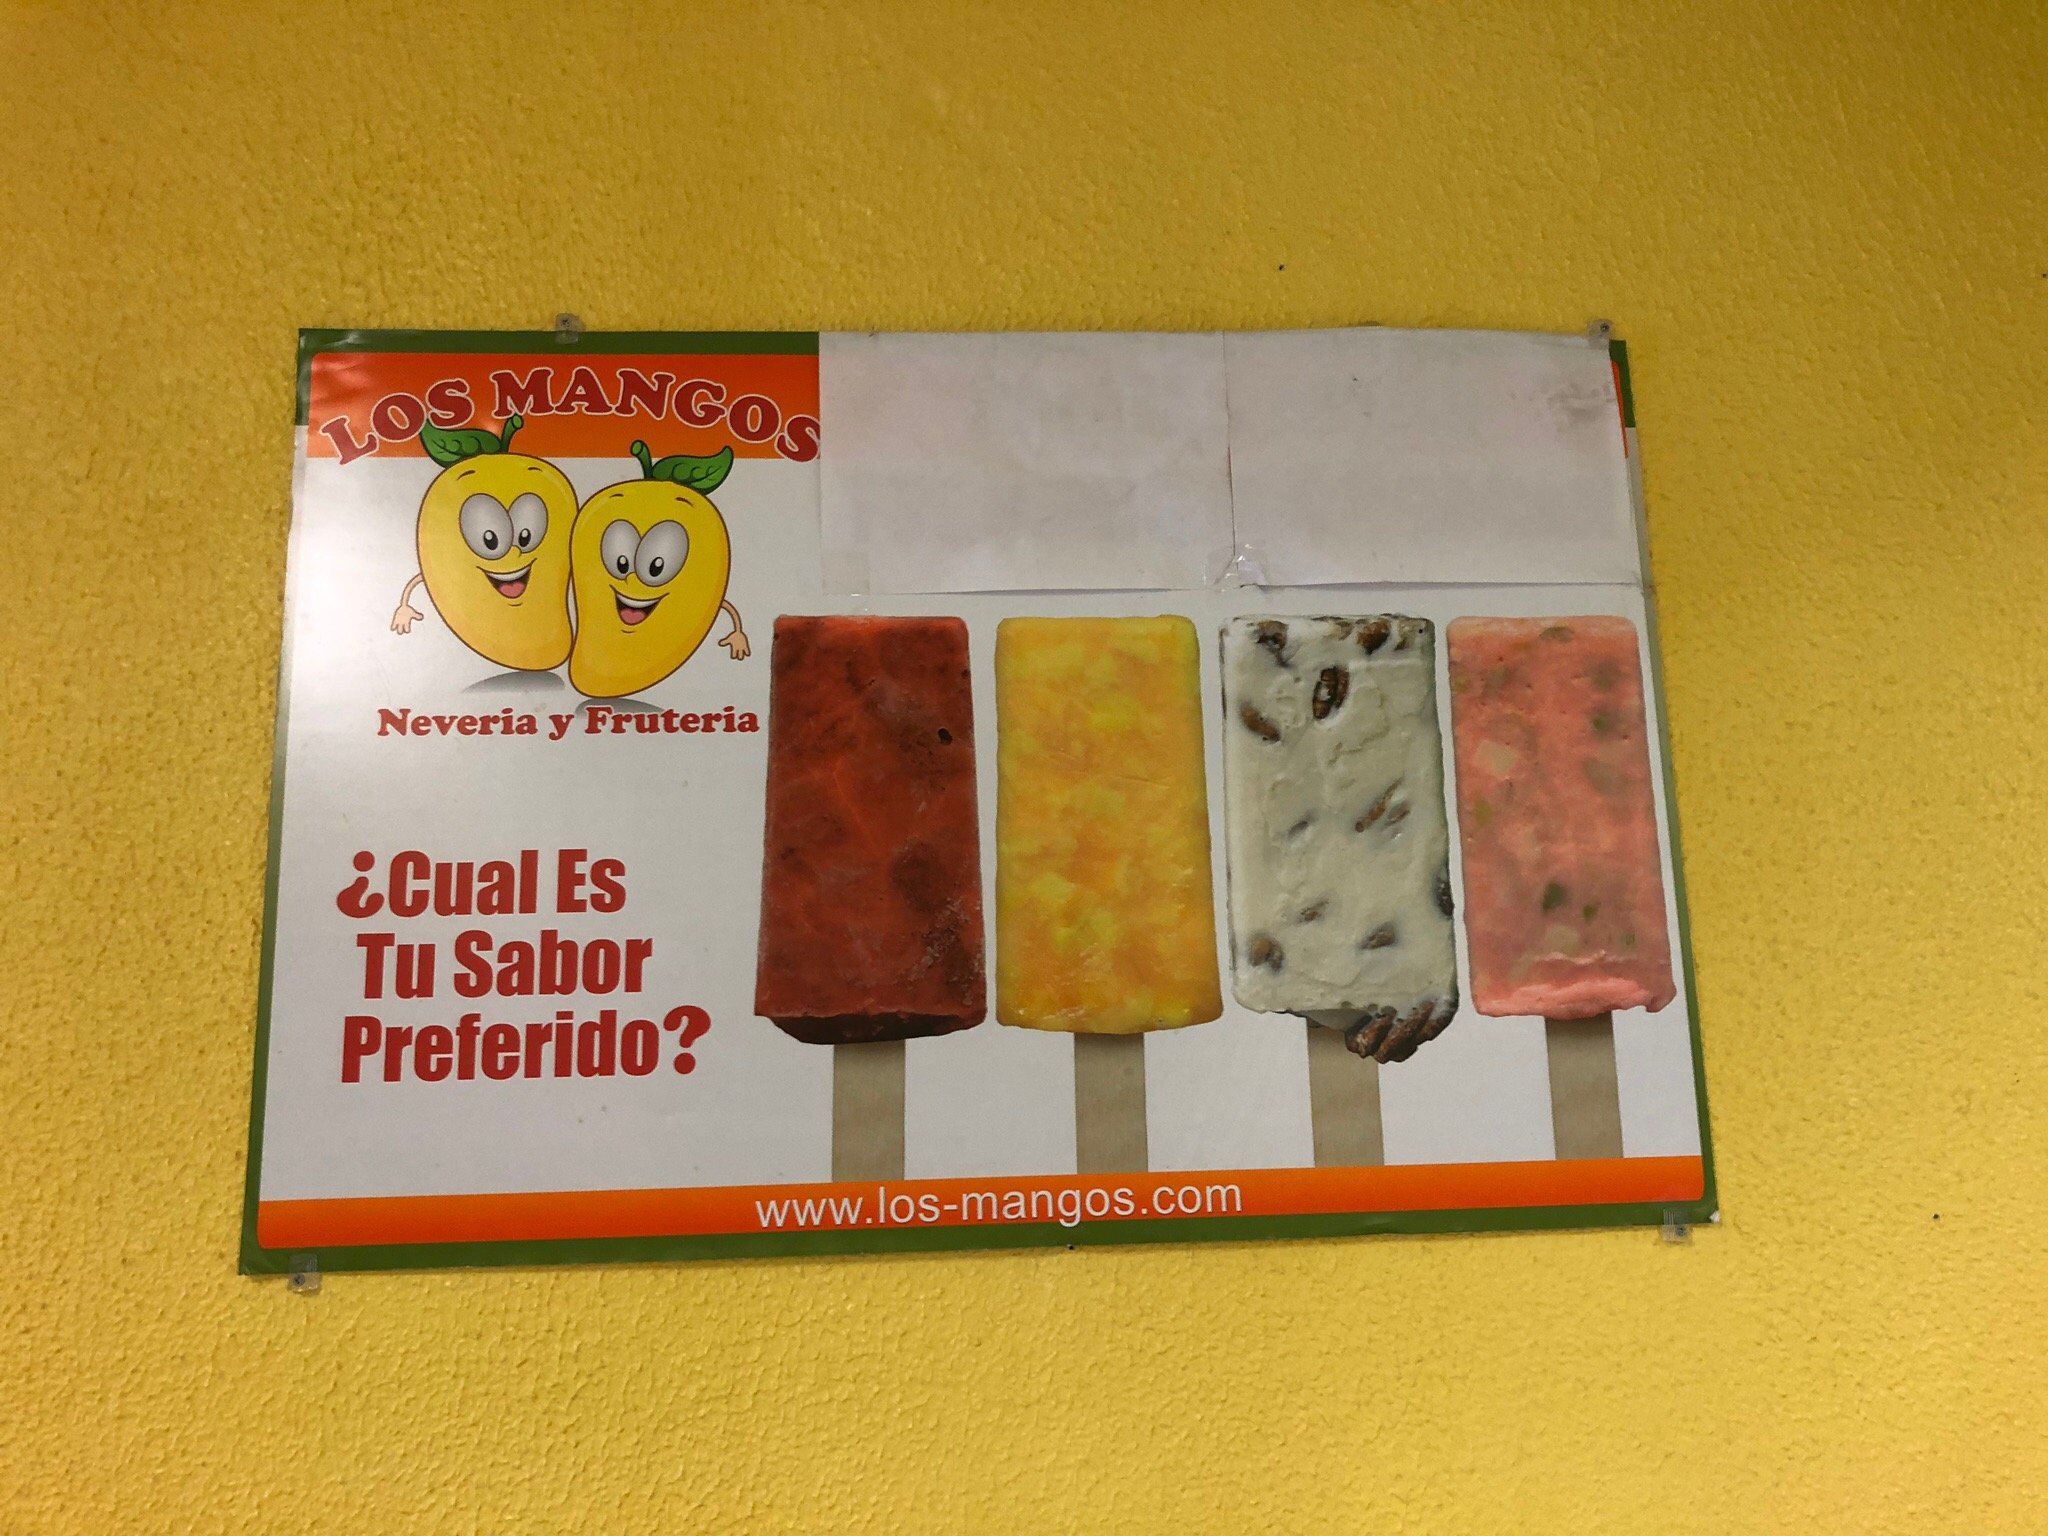 LOS MANGOS
Neveria y Fruteria
¿Cual Es
Tu Sabor
Preferido?
www.los-mangos.com